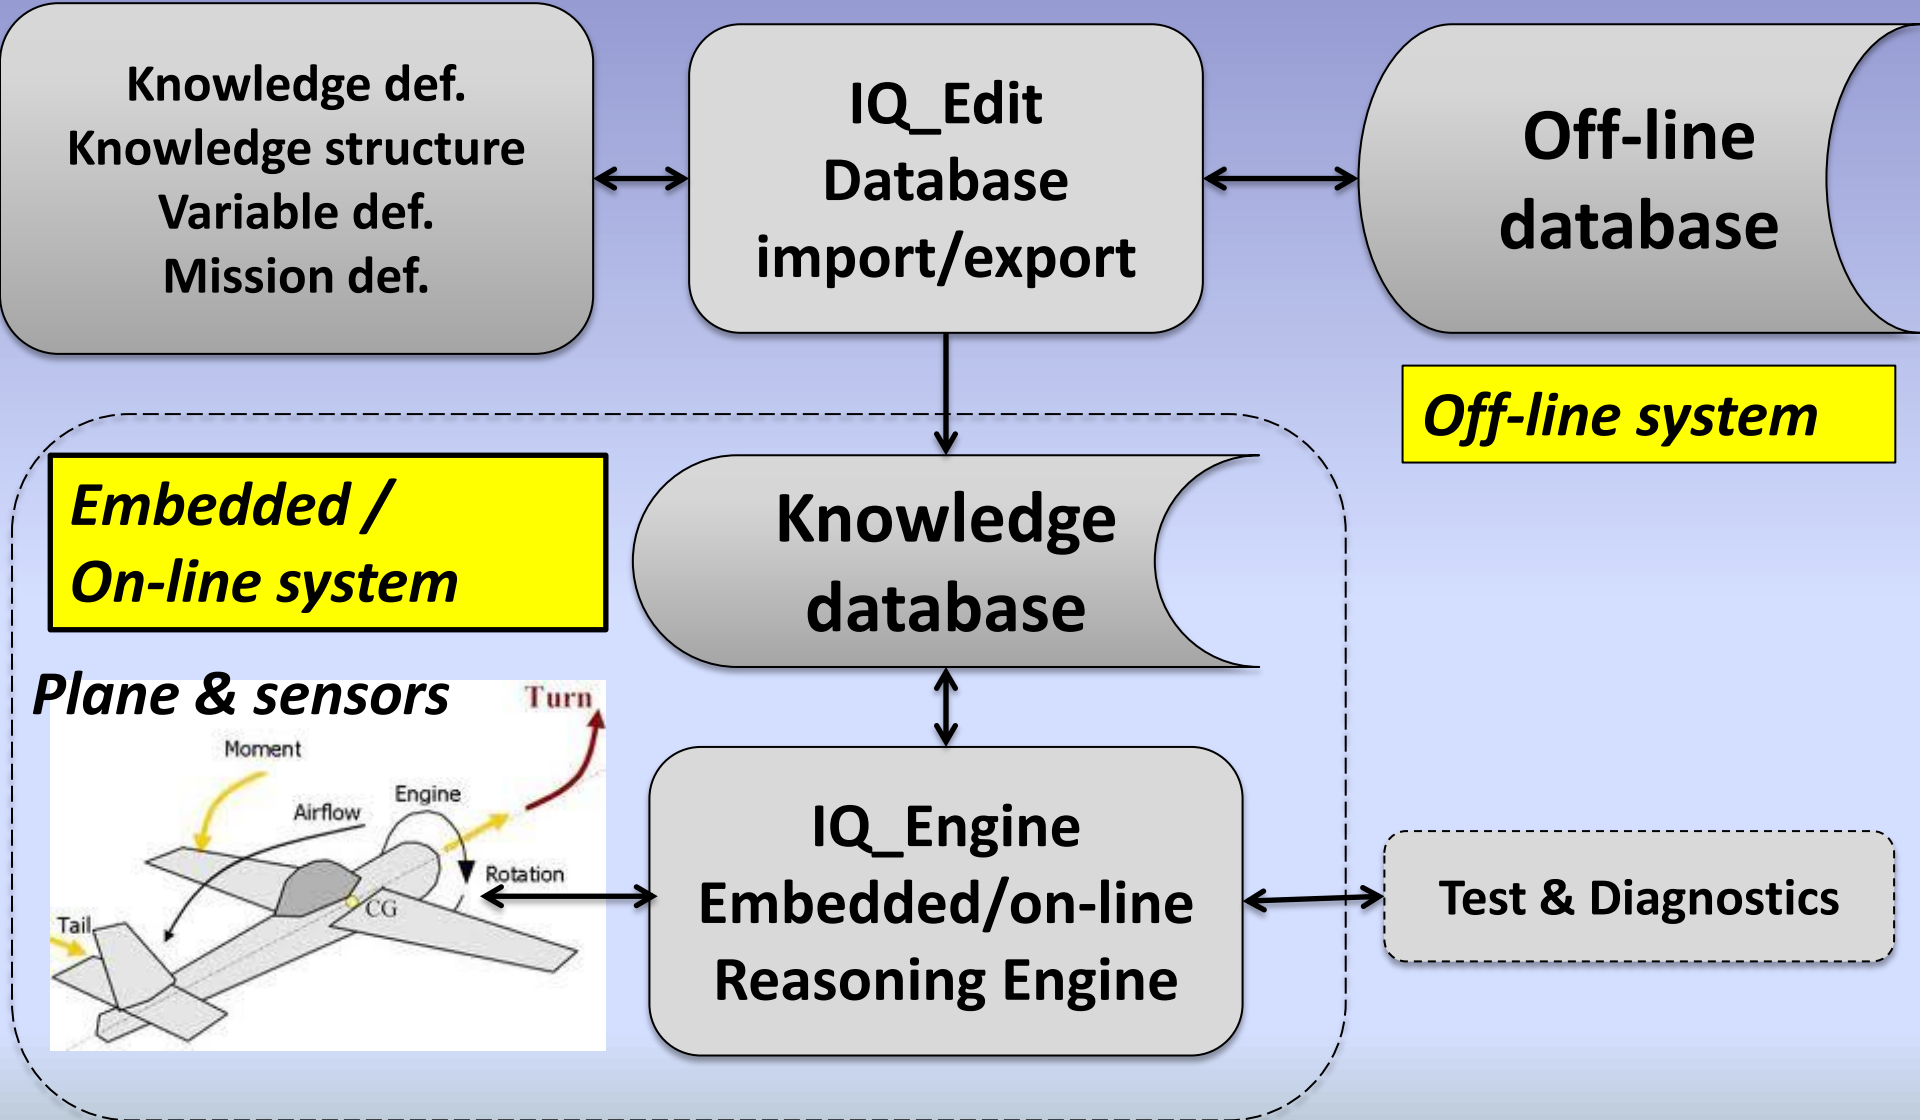 Knowledge def.
Knowledge structure
Variable def.
Mission def.
IQ_Edit
Database
import/export
Off-line
database
Off-line system
Embedded /
On-line system
Knowledge
database
Plane & sensors
Turn
Moment
Engine
Airflow
Rotation
CG
Tail
IQ_Engine
Embedded/on-line
Reasoning Engine
Test & Diagnostics